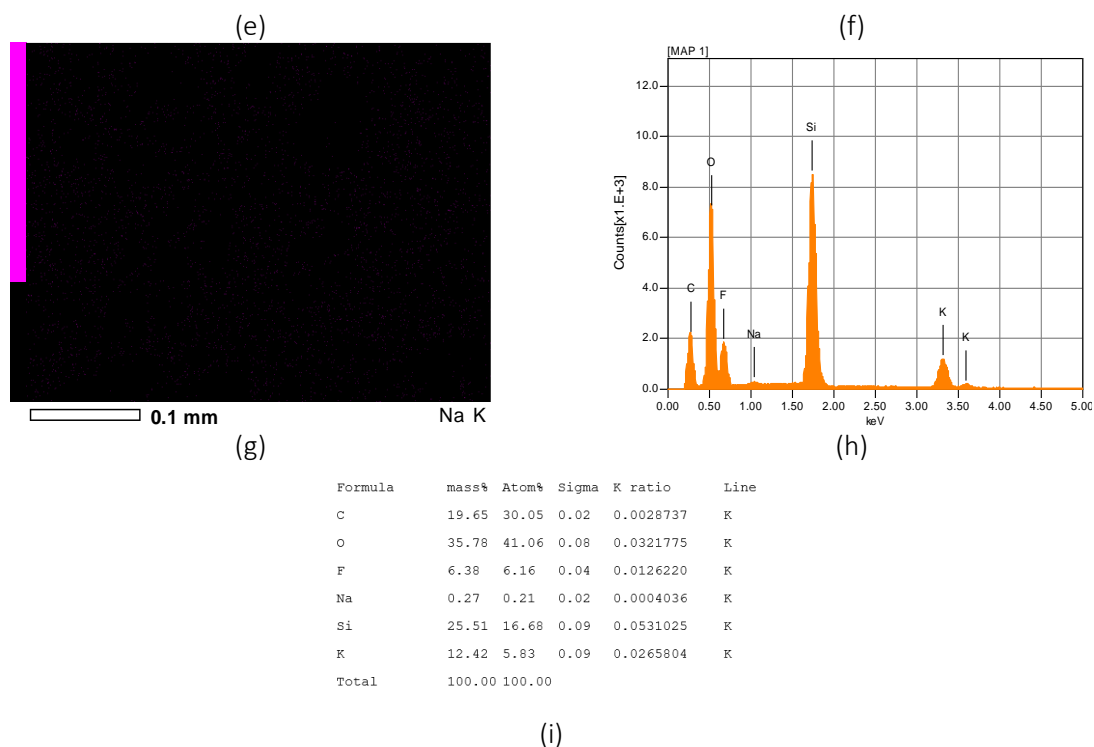 (e)
(f)
0.1 mm
Na K
[MAP 1]
Counts[x1.E+3]
12.0
10.0
8.0
6.0
4.0
2.0
0.0
C
O
F
Na
Si
K
K
0.00 0.50 1.00 1.50 2.00 2.50 3.00 3.50 4.00 4.50 5.00
keV
(g)
(h)
Formula mass% Atom% Sigma K ratio Line
C 19.65 30.05 0.02 0.0028737 K
O 35.78 41.06 0.08 0.0321775 K
F 6.38 6.16 0.04 0.0126220 K
Na 0.27 0.21 0.02 0.0004036 K
Si 25.51 16.68 0.09 0.0531025 K
K 12.42 5.83 0.09 0.0265804 K
Total 100.00 100.00
(i)